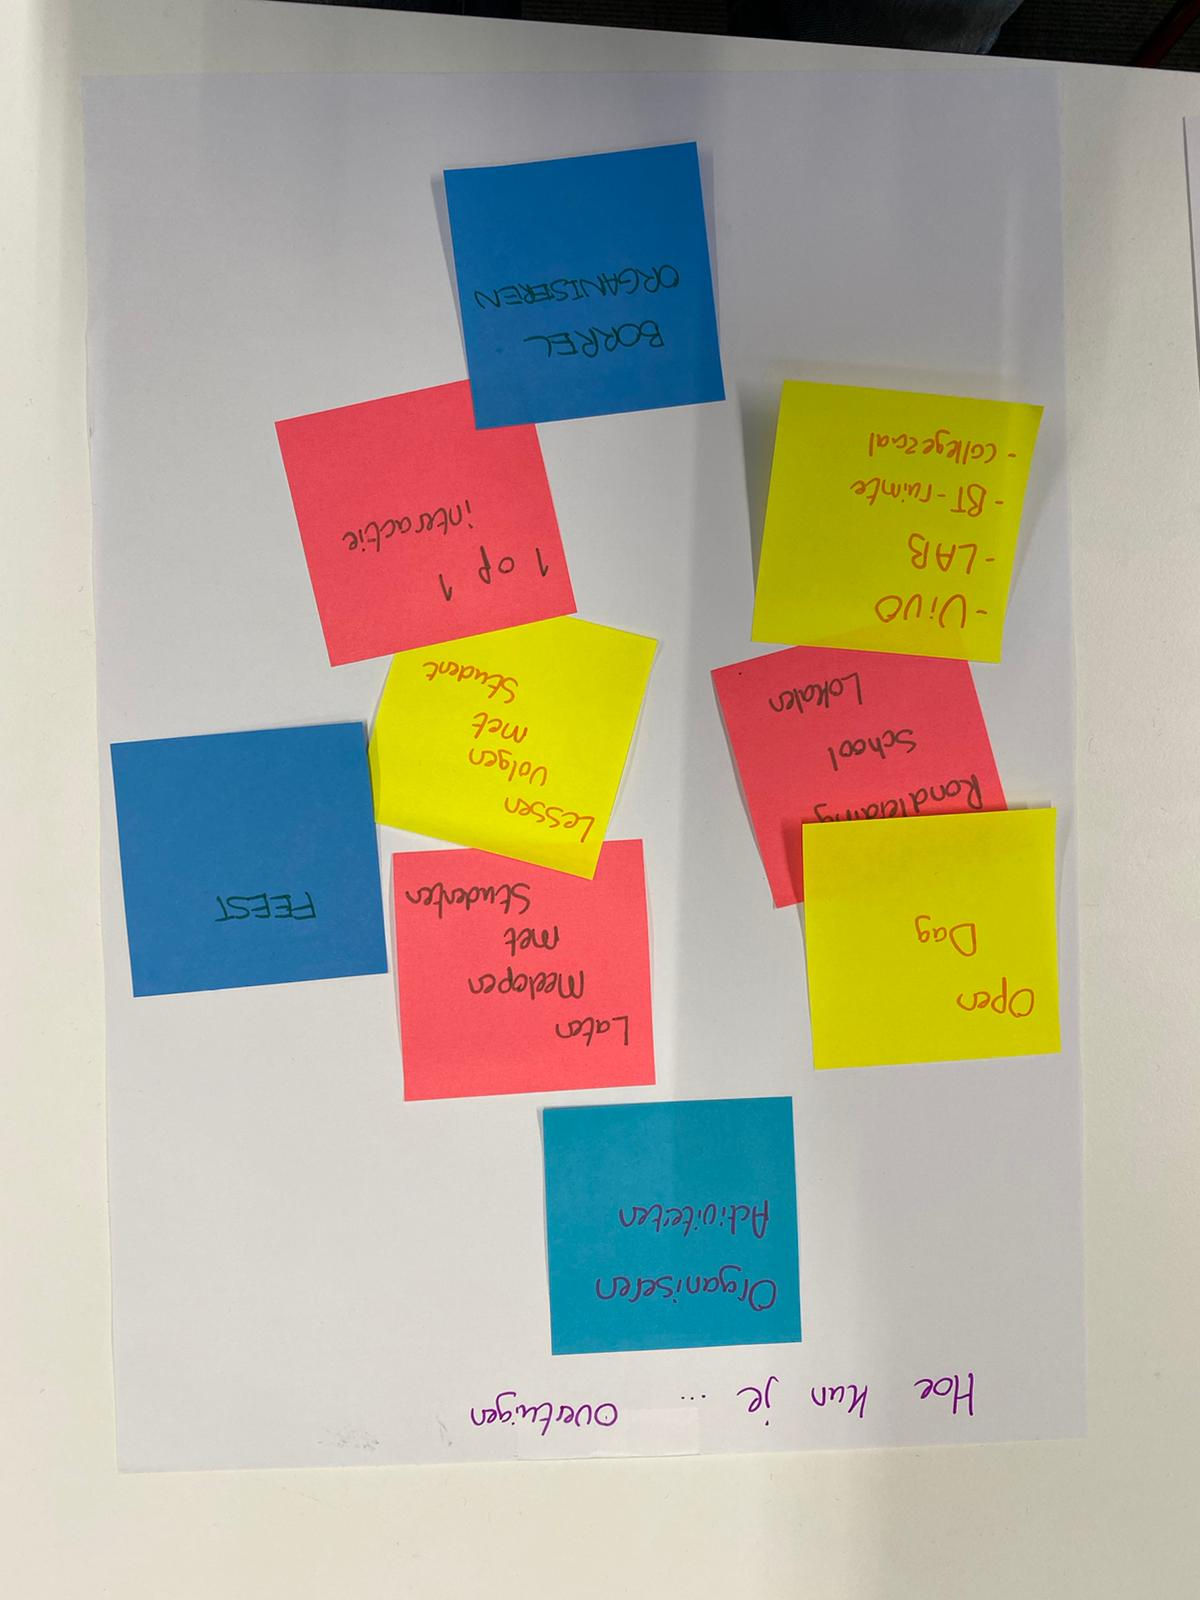 Hoe kun je ... overtuigen
Organiseren
Activiteiten
Open
Dag
Rondleiding
School
Lokalen
- VIVO
- LAB
- BT-ruimte
- collegezaal
Laten
Meelopen
met
Studenten
Lessen
volgen
met
Student
1 op 1
interactie
BORREL
ORGANISEREN
FEEST